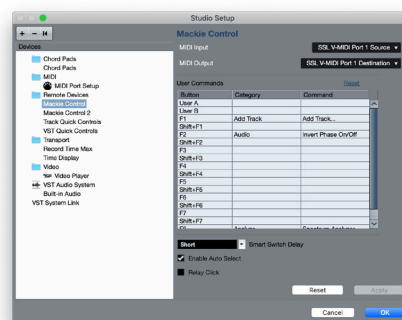 Studio Setup
Devices
Chord Pads
Chord Pads
MIDI
MIDI Port Setup
Remote Devices
Mackie Control
Mackie Control 2
Track Quick Controls
VST Quick Controls
Transport
Record Time Max
Time Display
Video
Video Player
VST Audio System
Built-in Audio
VST System Link
Mackie Control
MIDI Input SSL V-MIDI Port 1 Source
MIDI Output SSL V-MIDI Port 1 Destination
User Commands Reset
Button Category Command
User A
User B
F1 Add Track Add Track...
Shift+F1
F2 Audio Invert Phase On/Off
Shift+F2
F3
Shift+F3
F4
Shift+F4
F5
Shift+F5
F6
Shift+F6
F7
Shift+F7
Short Smart Switch Delay
Enable Auto Select
Relay Click
Reset Apply
Cancel OK